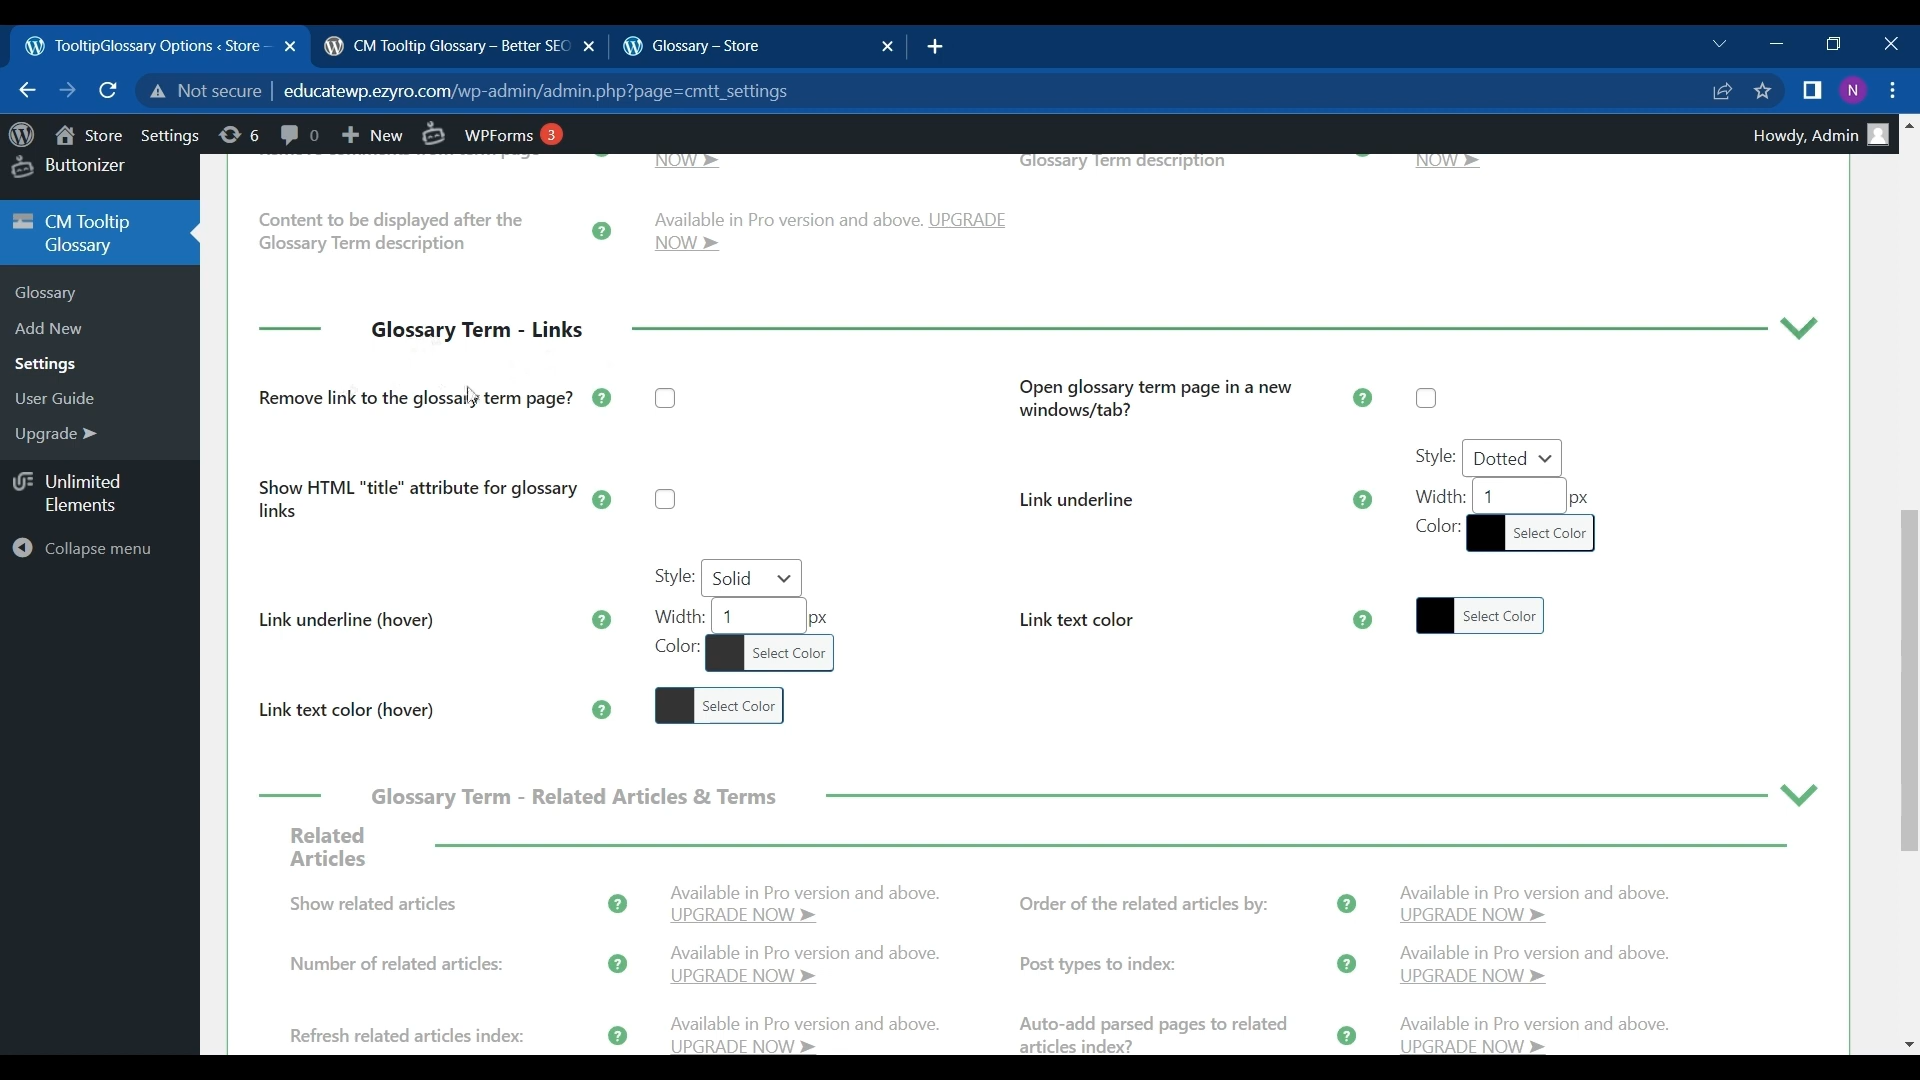 TooltipGlossary Options ‹ Store –
CM Tooltip Glossary – Better SEO
Glossary – Store
Not secure
educatewp.ezyro.com/wp-admin/admin.php?page=cmtt_settings
N
Store
Settings
6
0
New
WPForms 3
Howdy, Admin
Buttonizer
CM Tooltip
Glossary
Glossary
Add New
Settings
User Guide
Upgrade ➤
Unlimited
Elements
Collapse menu
NOW ➤
Glossary Term description
NOW ➤
Content to be displayed after the
Glossary Term description
?
Available in Pro version and above. UPGRADE
NOW ➤
Glossary Term - Links
Remove link to the glossary term page?
?
Open glossary term page in a new
windows/tab?
?
Show HTML "title" attribute for glossary
links
?
Link underline
?
Style: Dotted
Width: 1 px
Color: Select Color
Link underline (hover)
?
Style: Solid
Width: 1 px
Color: Select Color
Link text color
?
Select Color
Link text color (hover)
?
Select Color
Glossary Term - Related Articles & Terms
Related
Articles
Show related articles
?
Available in Pro version and above.
UPGRADE NOW ➤
Order of the related articles by:
?
Available in Pro version and above.
UPGRADE NOW ➤
Number of related articles:
?
Available in Pro version and above.
UPGRADE NOW ➤
Post types to index:
?
Available in Pro version and above.
UPGRADE NOW ➤
Refresh related articles index:
?
Available in Pro version and above.
UPGRADE NOW ➤
Auto-add parsed pages to related
articles index?
?
Available in Pro version and above.
UPGRADE NOW ➤